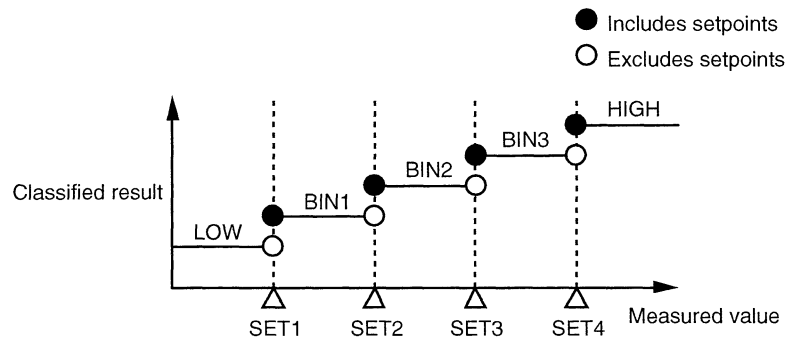 Includes setpoints
Excludes setpoints
HIGH
BIN3
BIN2
Classified result
BIN1
LOW
SET1 SET2 SET3 SET4
Measured value